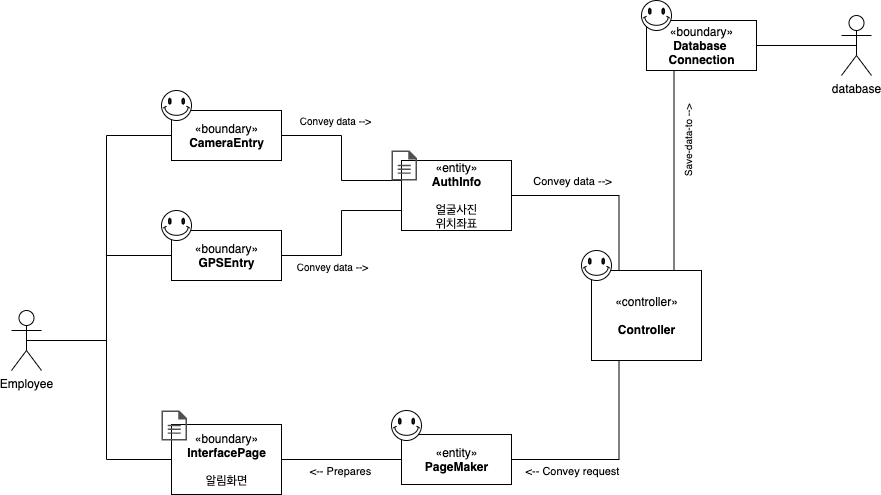 «boundary»
Database
Connection
database
«boundary»
CameraEntry
Convey data -->
Save-data-to -->
«entity»
AuthInfo
얼굴사진
위치좌표
Convey data -->
«boundary»
GPSEntry
Convey data -->
«controller»
Controller
Employee
«boundary»
InterfacePage
알림화면
<-- Prepares
«entity»
PageMaker
<-- Convey request